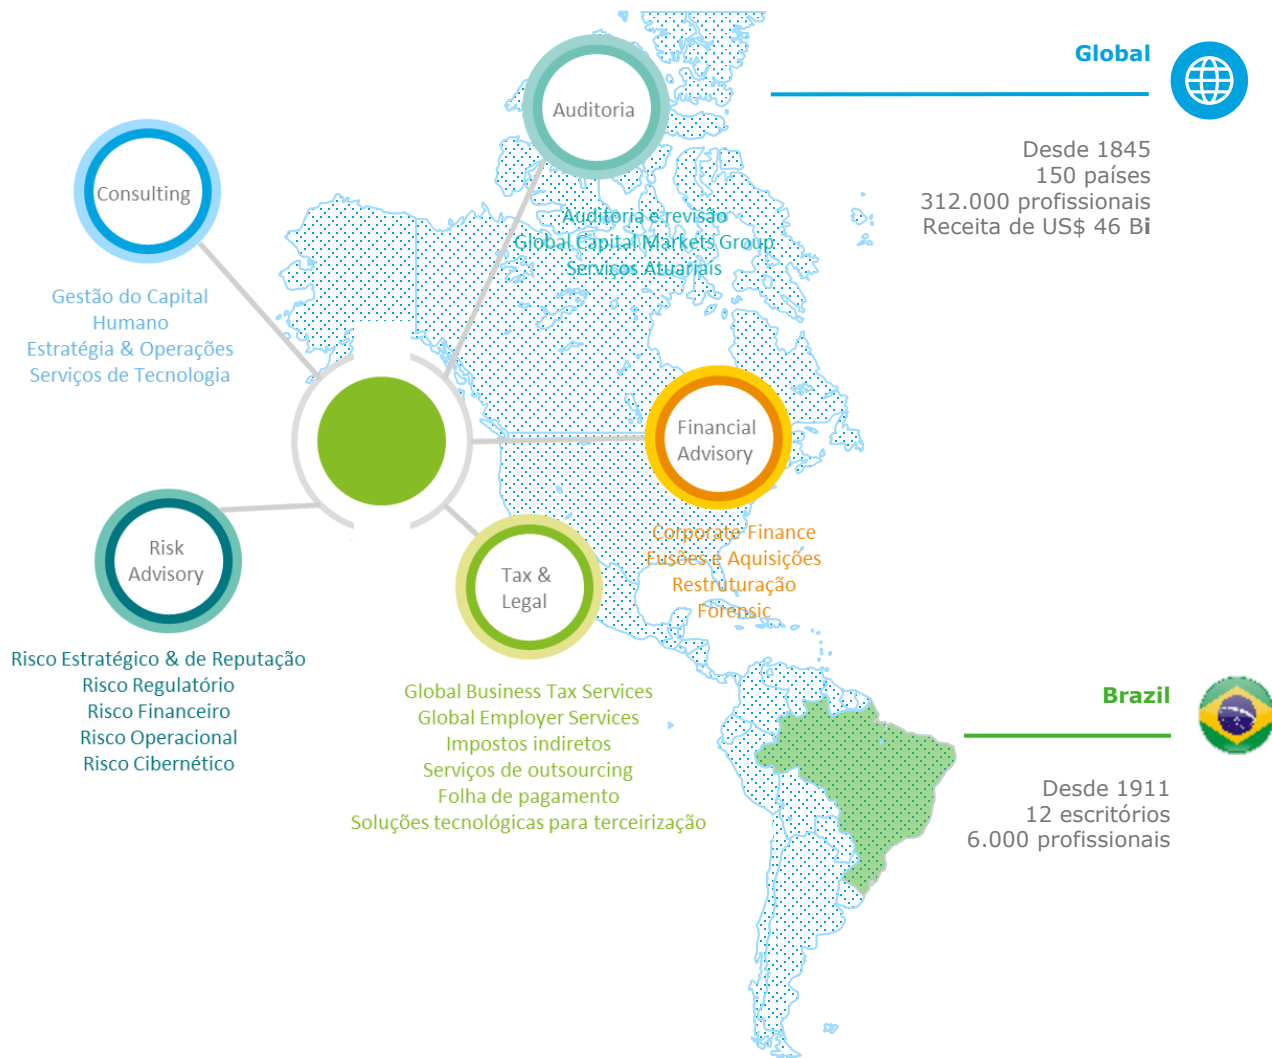 Global
Desde 1845
150 países
312.000 profissionais
Receita de US$ 46 Bi
Auditoria
Auditoria e revisão
Global Capital Markets Group
Serviços Atuariais
Consulting
Gestão do Capital
Humano
Estratégia & Operações
Serviços de Tecnologia
Financial
Advisory
Corporate Finance
Fusões e Aquisições
Restruturação
Forensic
Risk
Advisory
Risco Estratégico & de Reputação
Risco Regulatório
Risco Financeiro
Risco Operacional
Risco Cibernético
Tax &
Legal
Global Business Tax Services
Global Employer Services
Impostos indiretos
Serviços de outsourcing
Folha de pagamento
Soluções tecnológicas para terceirização
Brazil
Desde 1911
12 escritórios
6.000 profissionais